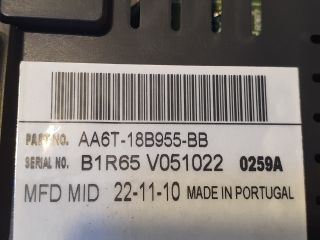 PART NO. AA6T-18B955-BB
SERIAL NO. B1R65 V051022 0259A
MFD MID 22-11-10 MADE IN PORTUGAL